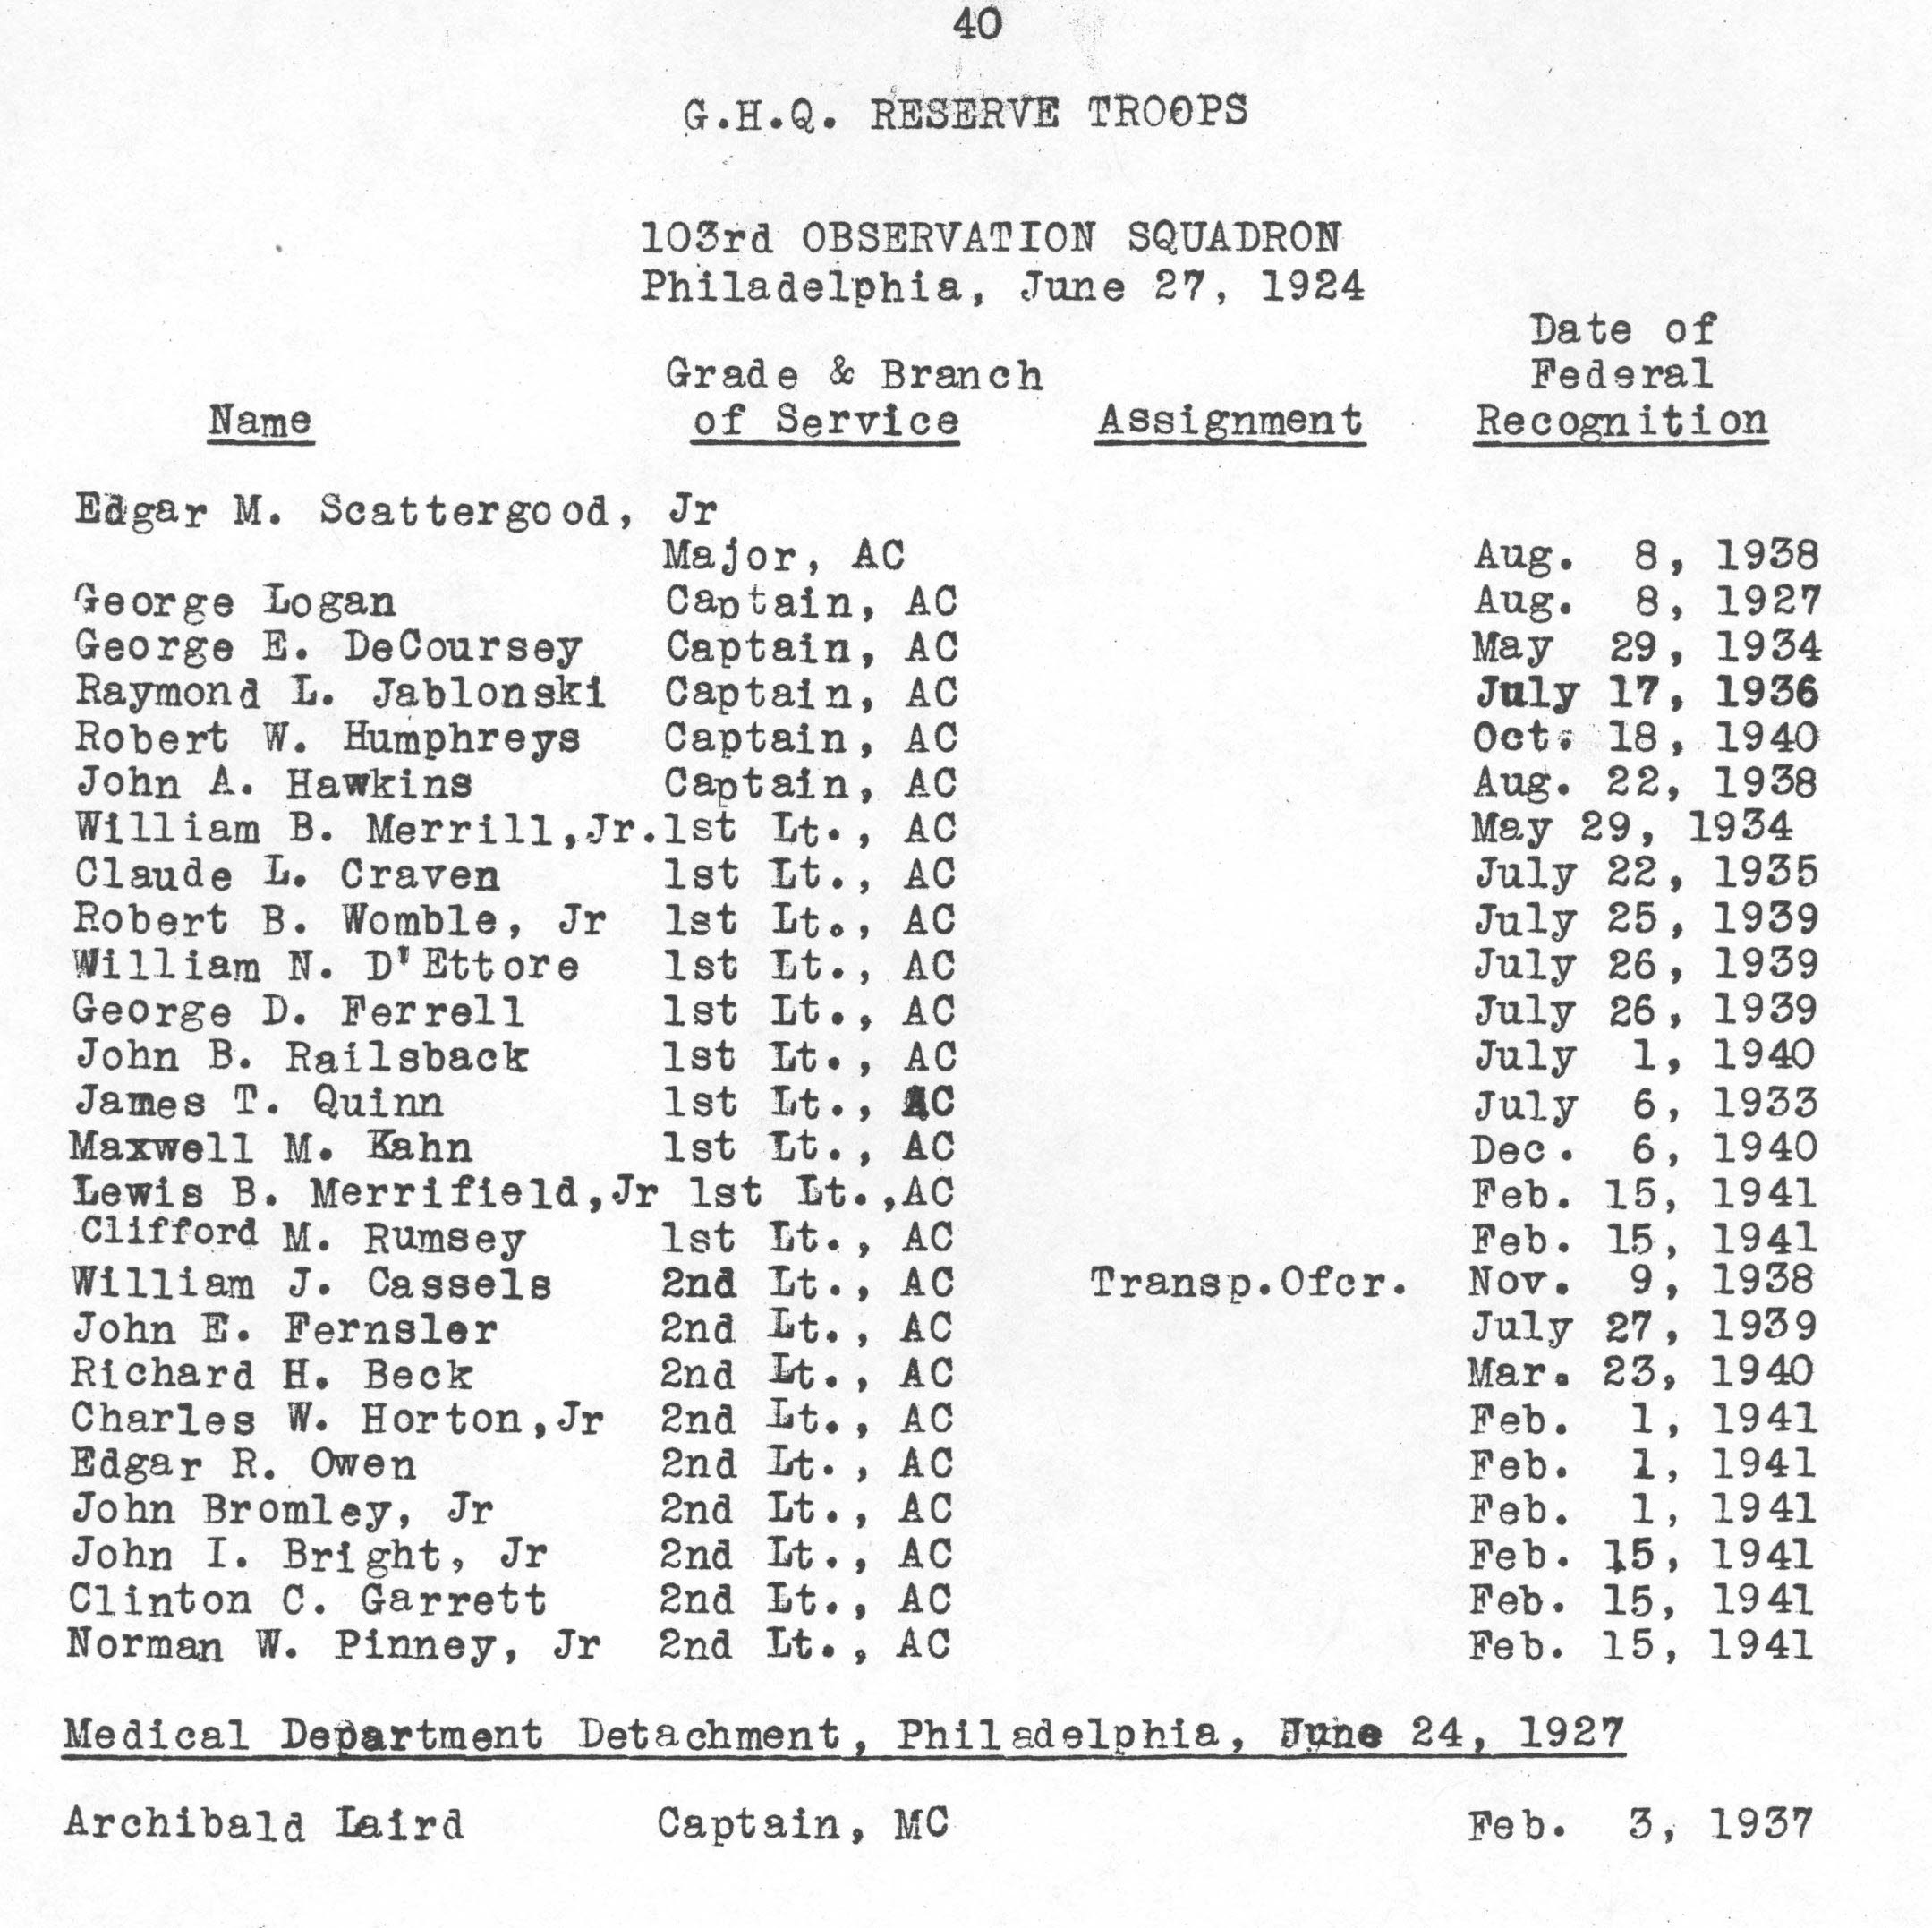 40
G.H.Q. RESERVE TROOPS
103rd OBSERVATION SQUADRON
Philadelphia, June 27, 1924
Date of
Grade & Branch Federal
Name of Service Assignment Recognition
Edgar M. Scattergood, Jr
Major, AC Aug. 8, 1938
George Logan Captain, AC Aug. 8, 1927
George E. DeCoursey Captain, AC May 29, 1934
Raymond L. Jablonski Captain, AC July 17, 1936
Robert W. Humphreys Captain, AC Oct. 18, 1940
John A. Hawkins Captain, AC Aug. 22, 1938
William B. Merrill,Jr.1st Lt., AC May 29, 1934
Claude L. Craven 1st Lt., AC July 22, 1935
Robert B. Womble, Jr 1st Lt., AC July 25, 1939
William N. D'Ettore 1st Lt., AC July 26, 1939
George D. Ferrell 1st Lt., AC July 26, 1939
John B. Railsback 1st Lt., AC July 1, 1940
James T. Quinn 1st Lt., AC July 6, 1933
Maxwell M. Kahn 1st Lt., AC Dec. 6, 1940
Lewis B. Merrifield,Jr 1st Lt.,AC Feb. 15, 1941
Clifford M. Rumsey 1st Lt., AC Feb. 15, 1941
William J. Cassels 2nd Lt., AC Transp.Ofcr. Nov. 9, 1938
John E. Fernsler 2nd Lt., AC July 27, 1939
Richard H. Beck 2nd Lt., AC Mar. 23, 1940
Charles W. Horton,Jr 2nd Lt., AC Feb. 1, 1941
Edgar R. Owen 2nd Lt., AC Feb. 1, 1941
John Bromley, Jr 2nd Lt., AC Feb. 1, 1941
John I. Bright, Jr 2nd Lt., AC Feb. 15, 1941
Clinton C. Garrett 2nd Lt., AC Feb. 15, 1941
Norman W. Pinney, Jr 2nd Lt., AC Feb. 15, 1941
Medical Department Detachment, Philadelphia, June 24, 1927
Archibald Laird Captain, MC Feb. 3, 1937